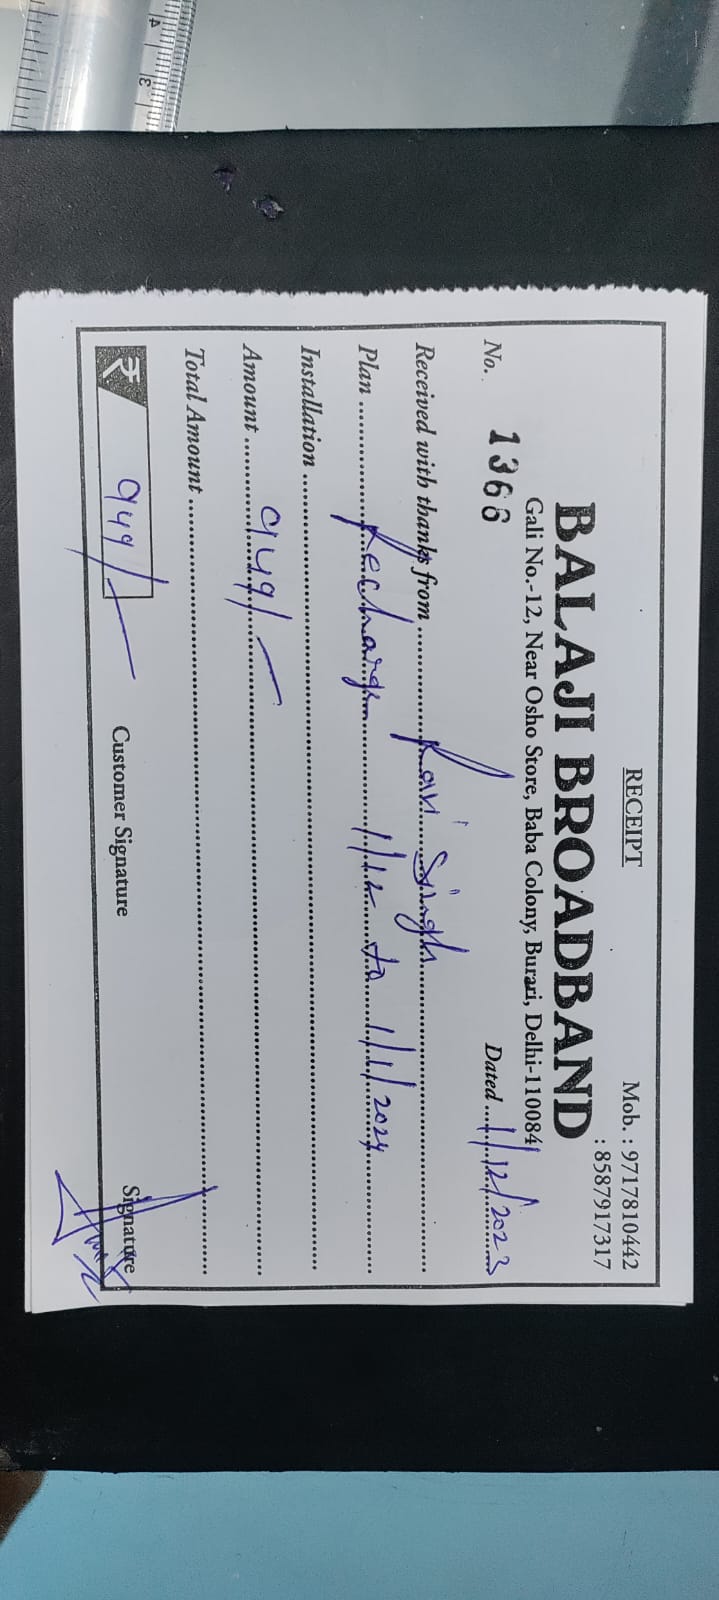 RECEIPT
Mob. : 9717810442
: 8587917317
BALAJI BROADBAND
Gali No.-12, Near Osho Store, Baba Colony, Burari, Delhi-110084
No. 1366 Dated 1/12/2023
Received with thanks from Ravi Singh
Plan Recharge 1/12 to 1/1/2024
Installation
Amount 949/-
Total Amount
₹ 949/- Customer Signature Signature
4 3